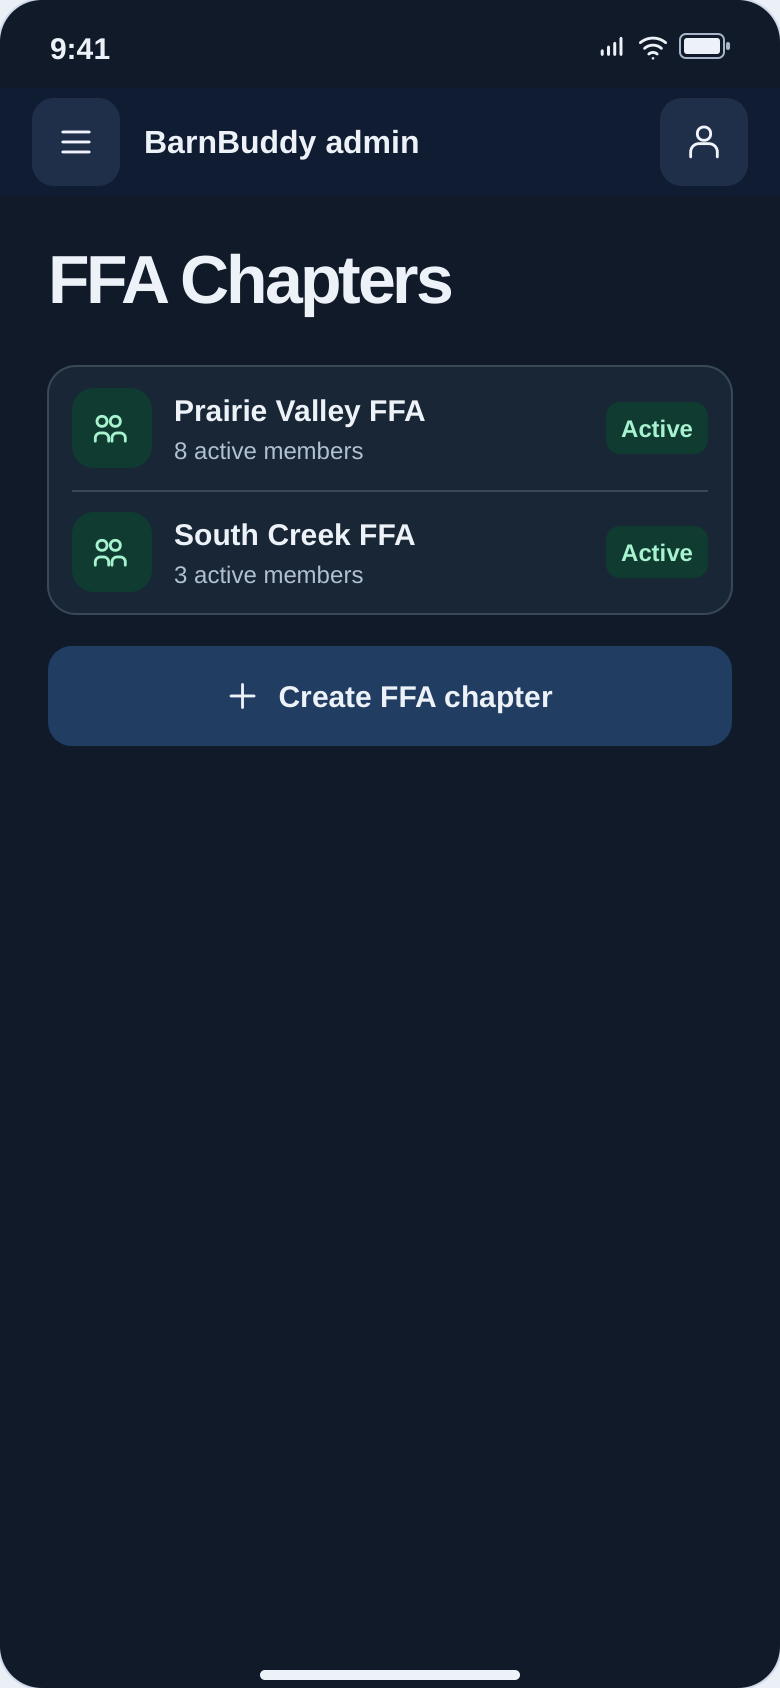 9:41
BarnBuddy admin
FFA Chapters
Prairie Valley FFA
8 active members
Active
South Creek FFA
3 active members
Active
Create FFA chapter